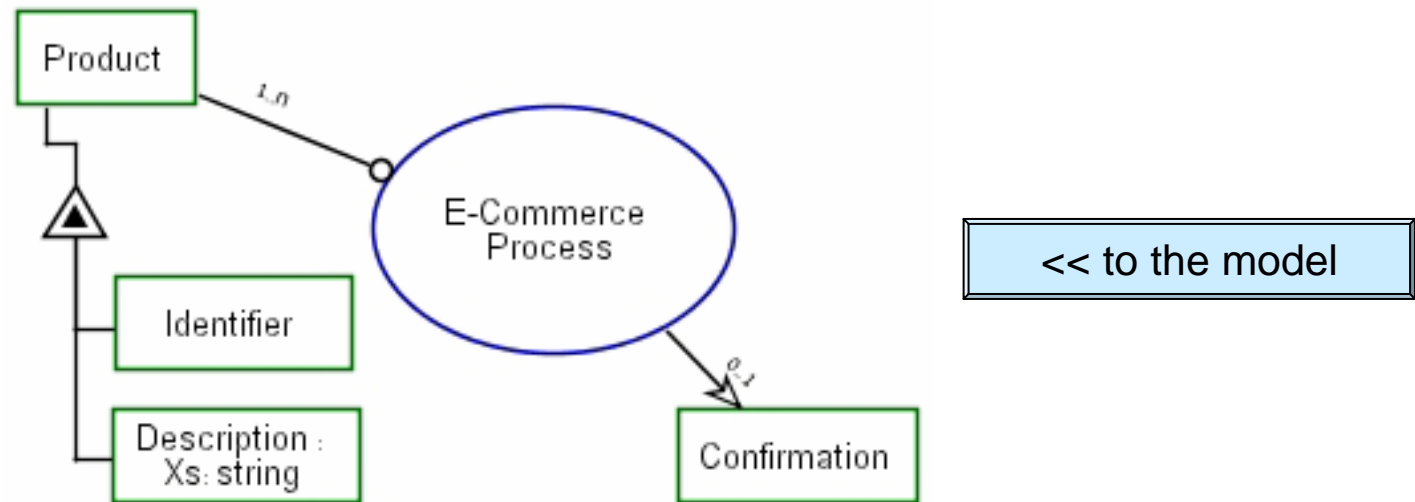 Product
1..n
E-Commerce
Process
<< to the model
Identifier
0..1
Description :
Xs: string
Confirmation